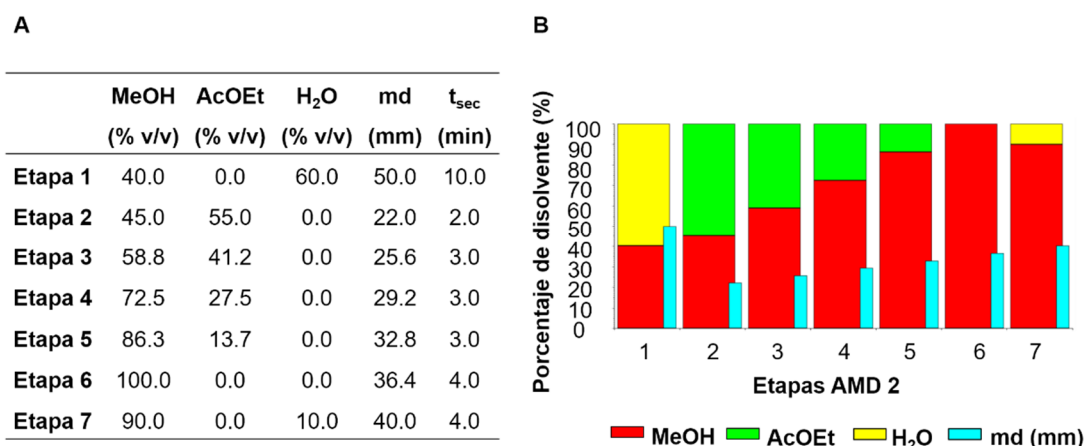 A
MeOH AcOEt H₂O md t_sec
(% v/v) (% v/v) (% v/v) (mm) (min)
Etapa 1 40.0 0.0 60.0 50.0 10.0
Etapa 2 45.0 55.0 0.0 22.0 2.0
Etapa 3 58.8 41.2 0.0 25.6 3.0
Etapa 4 72.5 27.5 0.0 29.2 3.0
Etapa 5 86.3 13.7 0.0 32.8 3.0
Etapa 6 100.0 0.0 0.0 36.4 4.0
Etapa 7 90.0 0.0 10.0 40.0 4.0
B
Porcentaje de disolvente (%)
100
90
80
70
60
50
40
30
20
10
0
1 2 3 4 5 6 7
Etapas AMD 2
MeOH AcOEt H₂O md (mm)